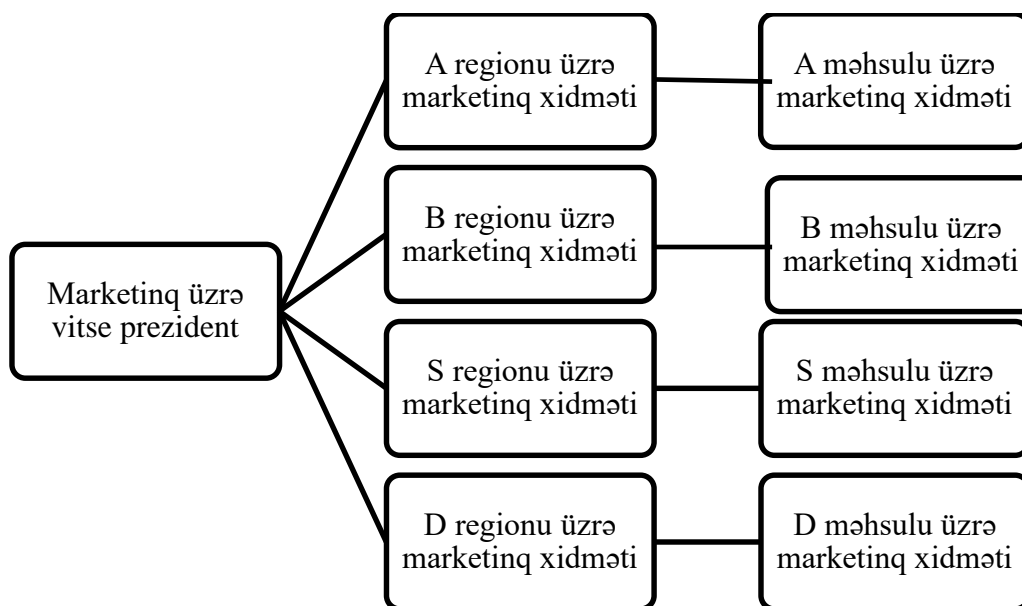 A regionu üzrə
marketinq xidməti
A məhsulu üzrə
marketinq xidməti
B regionu üzrə
marketinq xidməti
B məhsulu üzrə
marketinq xidməti
Marketinq üzrə
vitse prezident
S regionu üzrə
marketinq xidməti
S məhsulu üzrə
marketinq xidməti
D regionu üzrə
marketinq xidməti
D məhsulu üzrə
marketinq xidməti